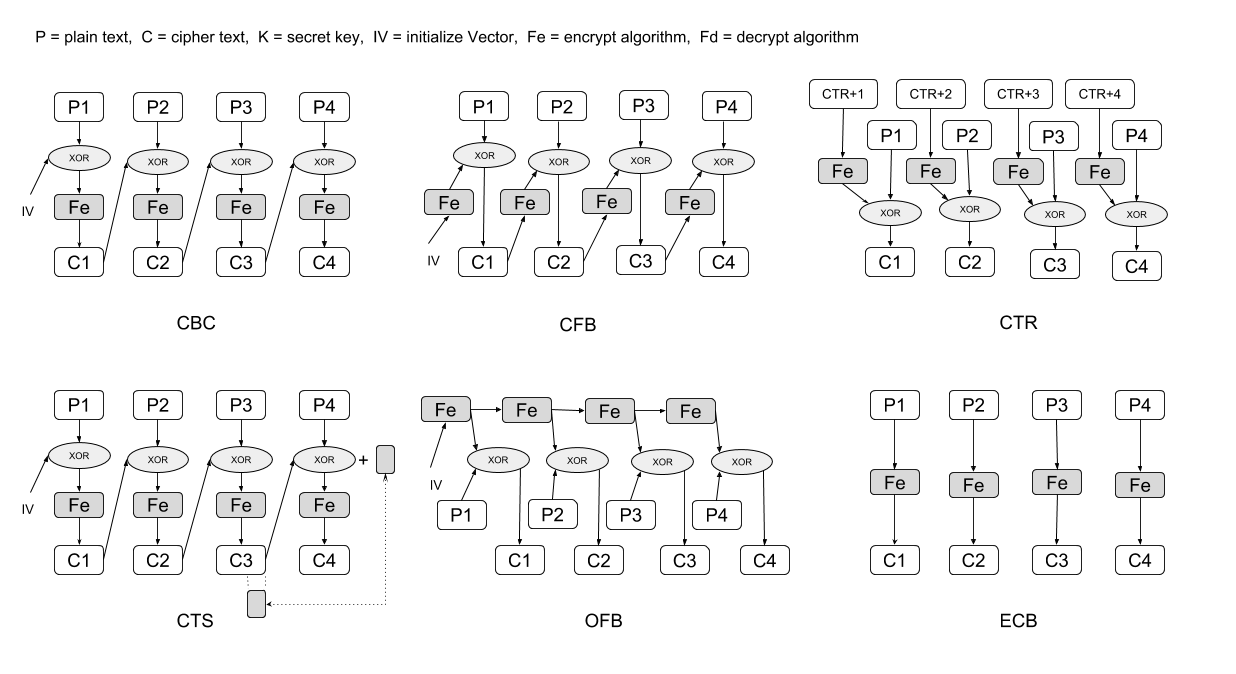 P = plain text, C = cipher text, K = secret key, IV = initialize Vector, Fe = encrypt algorithm, Fd = decrypt algorithm
P1 P2 P3 P4
XOR XOR XOR XOR
Fe Fe Fe Fe
IV
C1 C2 C3 C4
CBC
P1 P2 P3 P4
XOR XOR XOR XOR
Fe Fe Fe Fe
IV
C1 C2 C3 C4
CFB
CTR+1 CTR+2 CTR+3 CTR+4
P1 P2 P3 P4
Fe Fe Fe Fe
XOR XOR XOR XOR
C1 C2 C3 C4
CTR
P1 P2 P3 P4
XOR XOR XOR XOR +
Fe Fe Fe Fe
IV
C1 C2 C3 C4
CTS
Fe Fe Fe Fe
XOR XOR XOR XOR
IV
P1 P2 P3 P4
C1 C2 C3 C4
OFB
P1 P2 P3 P4
Fe Fe Fe Fe
C1 C2 C3 C4
ECB